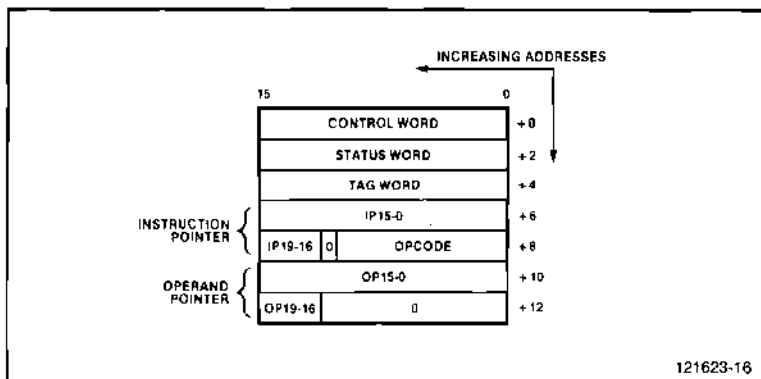 INCREASING ADDRESSES
15 0
CONTROL WORD +0
STATUS WORD +2
TAG WORD +4
INSTRUCTION POINTER
IP15-0 +6
IP19-16 0 OPCODE +8
OPERAND POINTER
OP15-0 +10
OP19-16 0 +12
121623-16